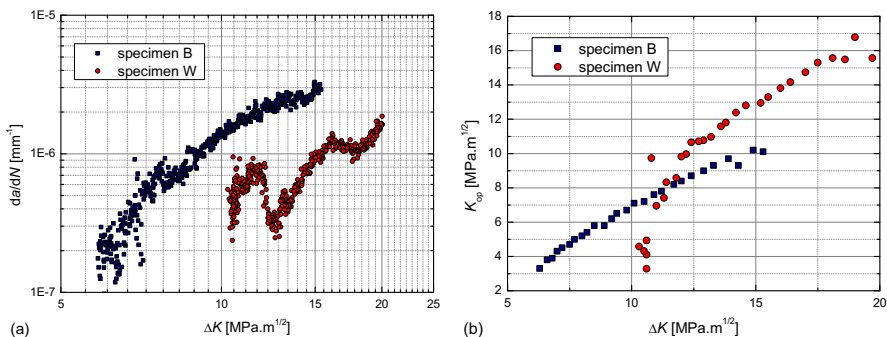 1E-5
1E-6
1E-7
da/dN [mm⁻¹]
specimen B
specimen W
5
10
15
20
25
ΔK [MPa.m^1/2]
(a)
18
16
14
12
10
8
6
4
2
K_op [MPa.m^1/2]
specimen B
specimen W
5
10
15
20
ΔK [MPa.m^1/2]
(b)